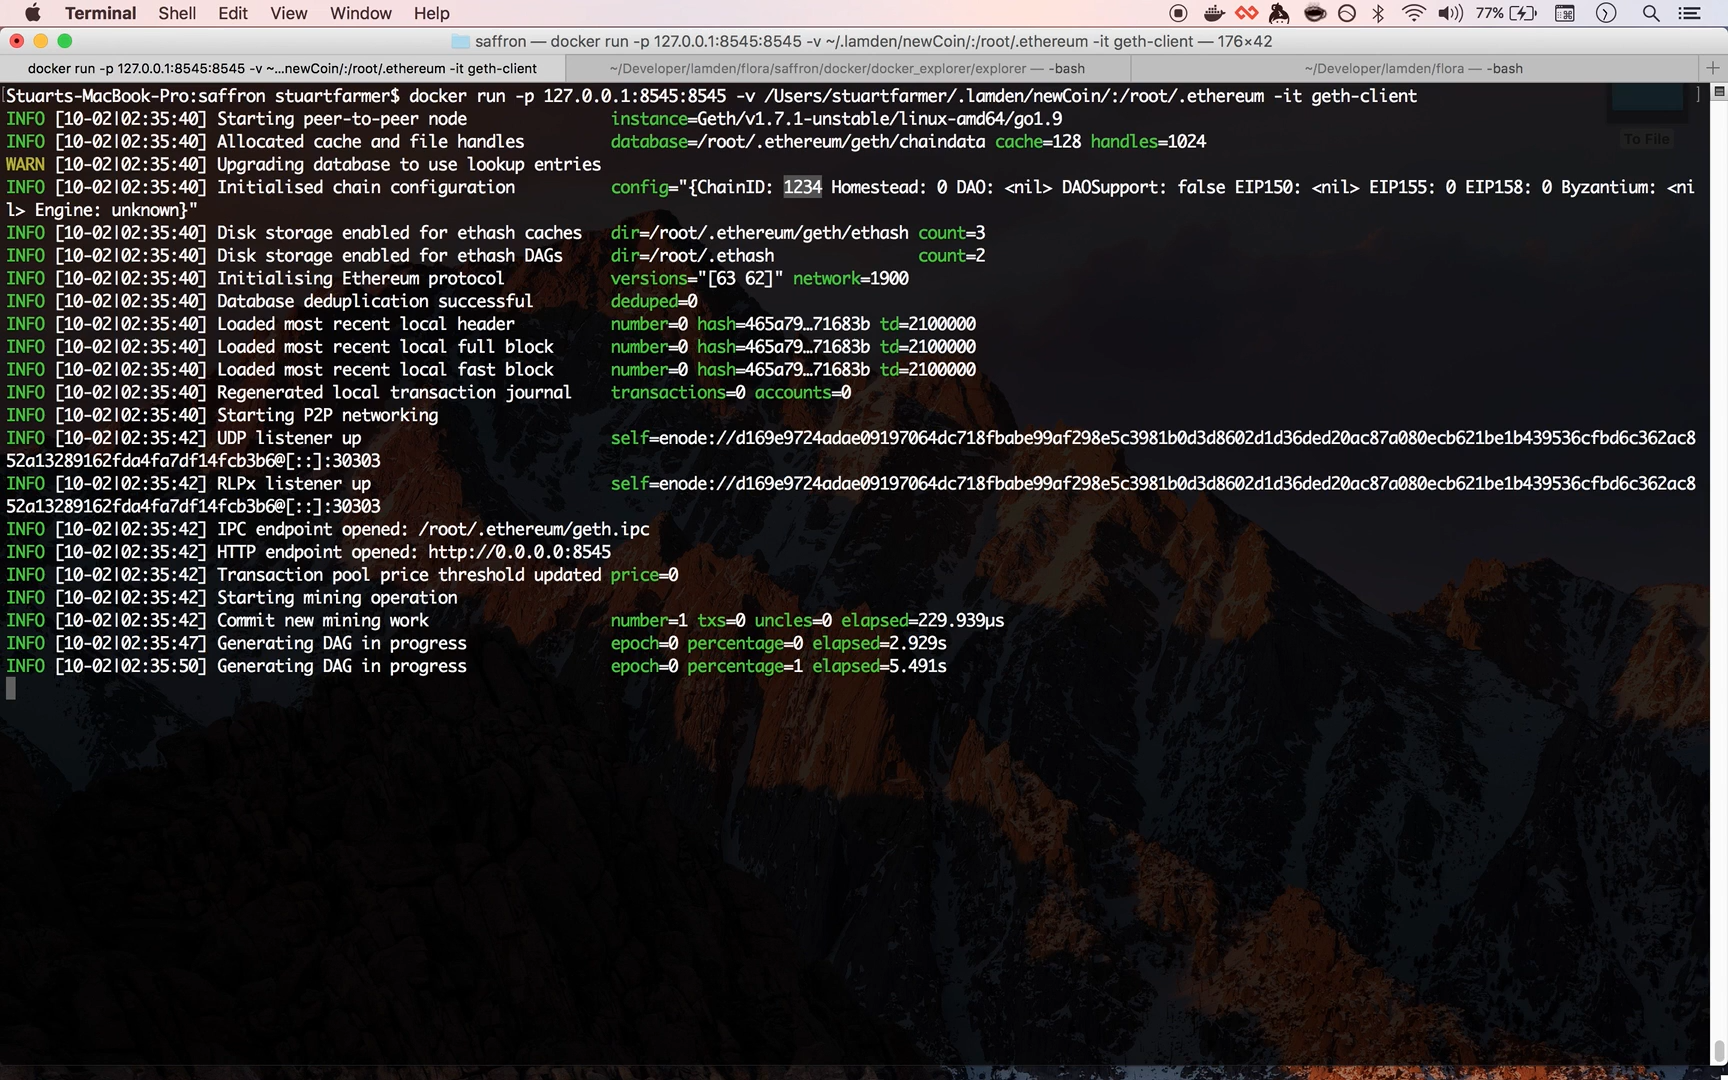 Terminal Shell Edit View Window Help 77%
saffron — docker run -p 127.0.0.1:8545:8545 -v ~/.lamden/newCoin/:/root/.ethereum -it geth-client — 176×42
docker run -p 127.0.0.1:8545:8545 -v ~...newCoin/:/root/.ethereum -it geth-client ~/Developer/lamden/flora/saffron/docker/docker_explorer/explorer — -bash ~/Developer/lamden/flora — -bash
[Stuarts-MacBook-Pro:saffron stuartfarmer$ docker run -p 127.0.0.1:8545:8545 -v /Users/stuartfarmer/.lamden/newCoin/:/root/.ethereum -it geth-client ]
INFO [10-02|02:35:40] Starting peer-to-peer node instance=Geth/v1.7.1-unstable/linux-amd64/go1.9
INFO [10-02|02:35:40] Allocated cache and file handles database=/root/.ethereum/geth/chaindata cache=128 handles=1024
To File
WARN [10-02|02:35:40] Upgrading database to use lookup entries
INFO [10-02|02:35:40] Initialised chain configuration config="{ChainID: 1234 Homestead: 0 DAO: <nil> DAOSupport: false EIP150: <nil> EIP155: 0 EIP158: 0 Byzantium: <ni
l> Engine: unknown}"
INFO [10-02|02:35:40] Disk storage enabled for ethash caches dir=/root/.ethereum/geth/ethash count=3
INFO [10-02|02:35:40] Disk storage enabled for ethash DAGs dir=/root/.ethash count=2
INFO [10-02|02:35:40] Initialising Ethereum protocol versions="[63 62]" network=1900
INFO [10-02|02:35:40] Database deduplication successful deduped=0
INFO [10-02|02:35:40] Loaded most recent local header number=0 hash=465a79…71683b td=2100000
INFO [10-02|02:35:40] Loaded most recent local full block number=0 hash=465a79…71683b td=2100000
INFO [10-02|02:35:40] Loaded most recent local fast block number=0 hash=465a79…71683b td=2100000
INFO [10-02|02:35:40] Regenerated local transaction journal transactions=0 accounts=0
INFO [10-02|02:35:40] Starting P2P networking
INFO [10-02|02:35:42] UDP listener up self=enode://d169e9724adae09197064dc718fbabe99af298e5c3981b0d3d8602d1d36ded20ac87a080ecb621be1b439536cfbd6c362ac8
52a13289162fda4fa7df14fcb3b6@[::]:30303
INFO [10-02|02:35:42] RLPx listener up self=enode://d169e9724adae09197064dc718fbabe99af298e5c3981b0d3d8602d1d36ded20ac87a080ecb621be1b439536cfbd6c362ac8
52a13289162fda4fa7df14fcb3b6@[::]:30303
INFO [10-02|02:35:42] IPC endpoint opened: /root/.ethereum/geth.ipc
INFO [10-02|02:35:42] HTTP endpoint opened: http://0.0.0.0:8545
INFO [10-02|02:35:42] Transaction pool price threshold updated price=0
INFO [10-02|02:35:42] Starting mining operation
INFO [10-02|02:35:42] Commit new mining work number=1 txs=0 uncles=0 elapsed=229.939µs
INFO [10-02|02:35:47] Generating DAG in progress epoch=0 percentage=0 elapsed=2.929s
INFO [10-02|02:35:50] Generating DAG in progress epoch=0 percentage=1 elapsed=5.491s